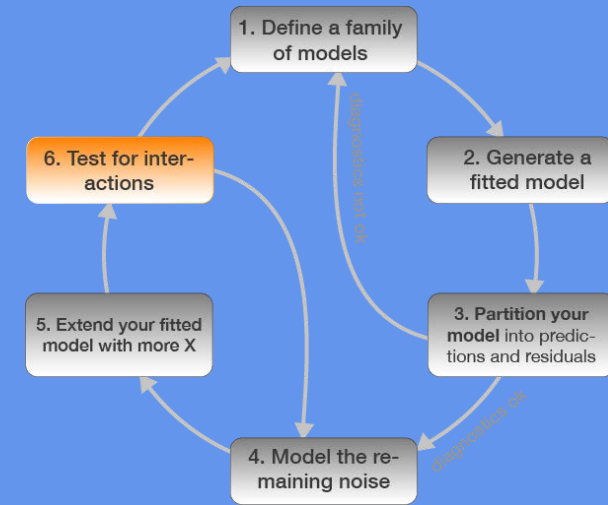 1. Define a family
of models
2. Generate a
fitted model
3. Partition your
model into predic-
tions and residuals
diagnostics ok
4. Model the re-
maining noise
5. Extend your fitted
model with more X
6. Test for inter-
actions
diagnostics not ok